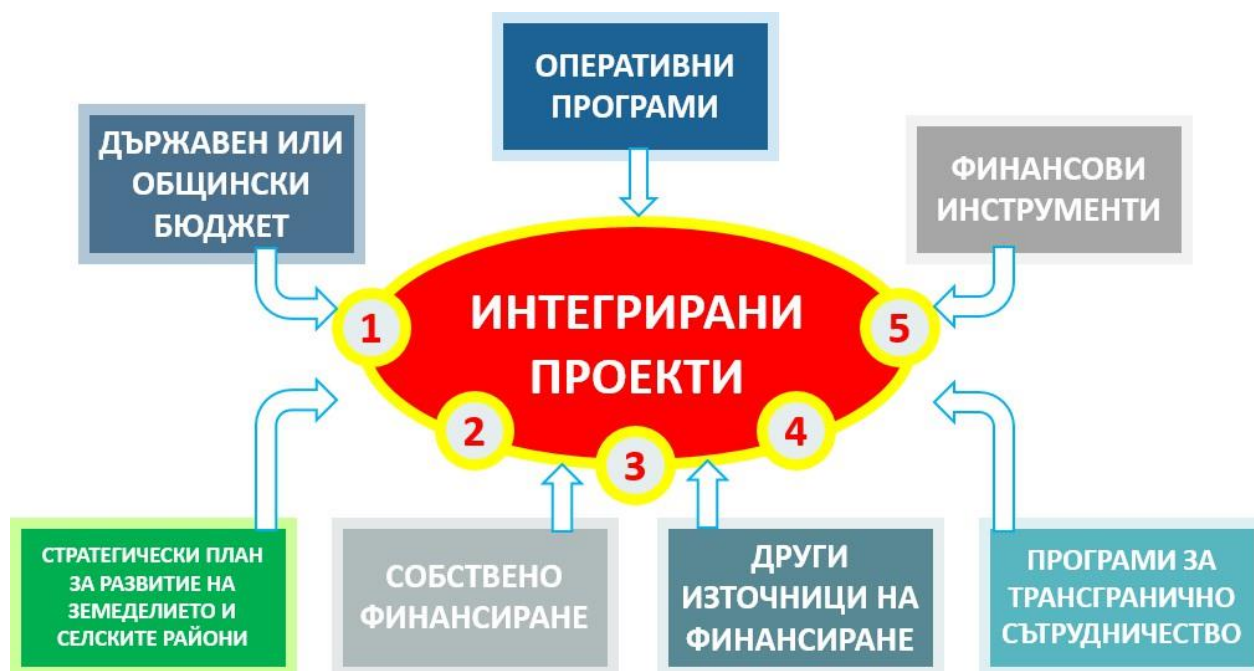 ОПЕРАТИВНИ
ПРОГРАМИ
ДЪРЖАВЕН ИЛИ
ОБЩИНСКИ
БЮДЖЕТ
ФИНАНСОВИ
ИНСТРУМЕНТИ
ИНТЕГРИРАНИ
ПРОЕКТИ
1
2
3
4
5
СТРАТЕГИЧЕСКИ ПЛАН
ЗА РАЗВИТИЕ НА
ЗЕМЕДЕЛИЕТО И
СЕЛСКИТЕ РАЙОНИ
СОБСТВЕНО
ФИНАНСИРАНЕ
ДРУГИ
ИЗТОЧНИЦИ НА
ФИНАНСИРАНЕ
ПРОГРАМИ ЗА
ТРАНСГРАНИЧНО
СЪТРУДНИЧЕСТВО